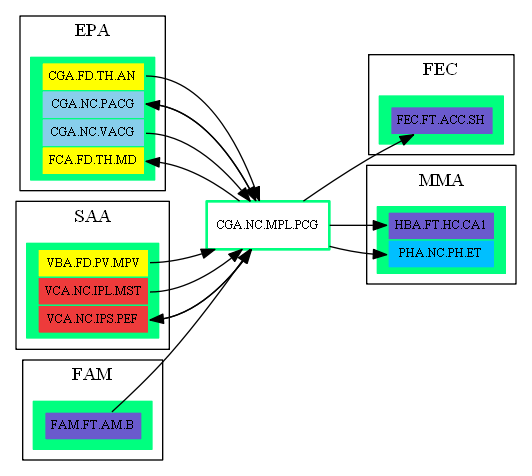 EPA
CGA.FD.TH.AN
CGA.NC.PACG
CGA.NC.VACG
FCA.FD.TH.MD
SAA
VBA.FD.PV.MPV
VCA.NC.IPL.MST
VCA.NC.IPS.PEF
FAM
FAM.FT.AM.B
CGA.NC.MPL.PCG
FEC
FEC.FT.ACC.SH
MMA
HBA.FT.HC.CA1
PHA.NC.PH.ET